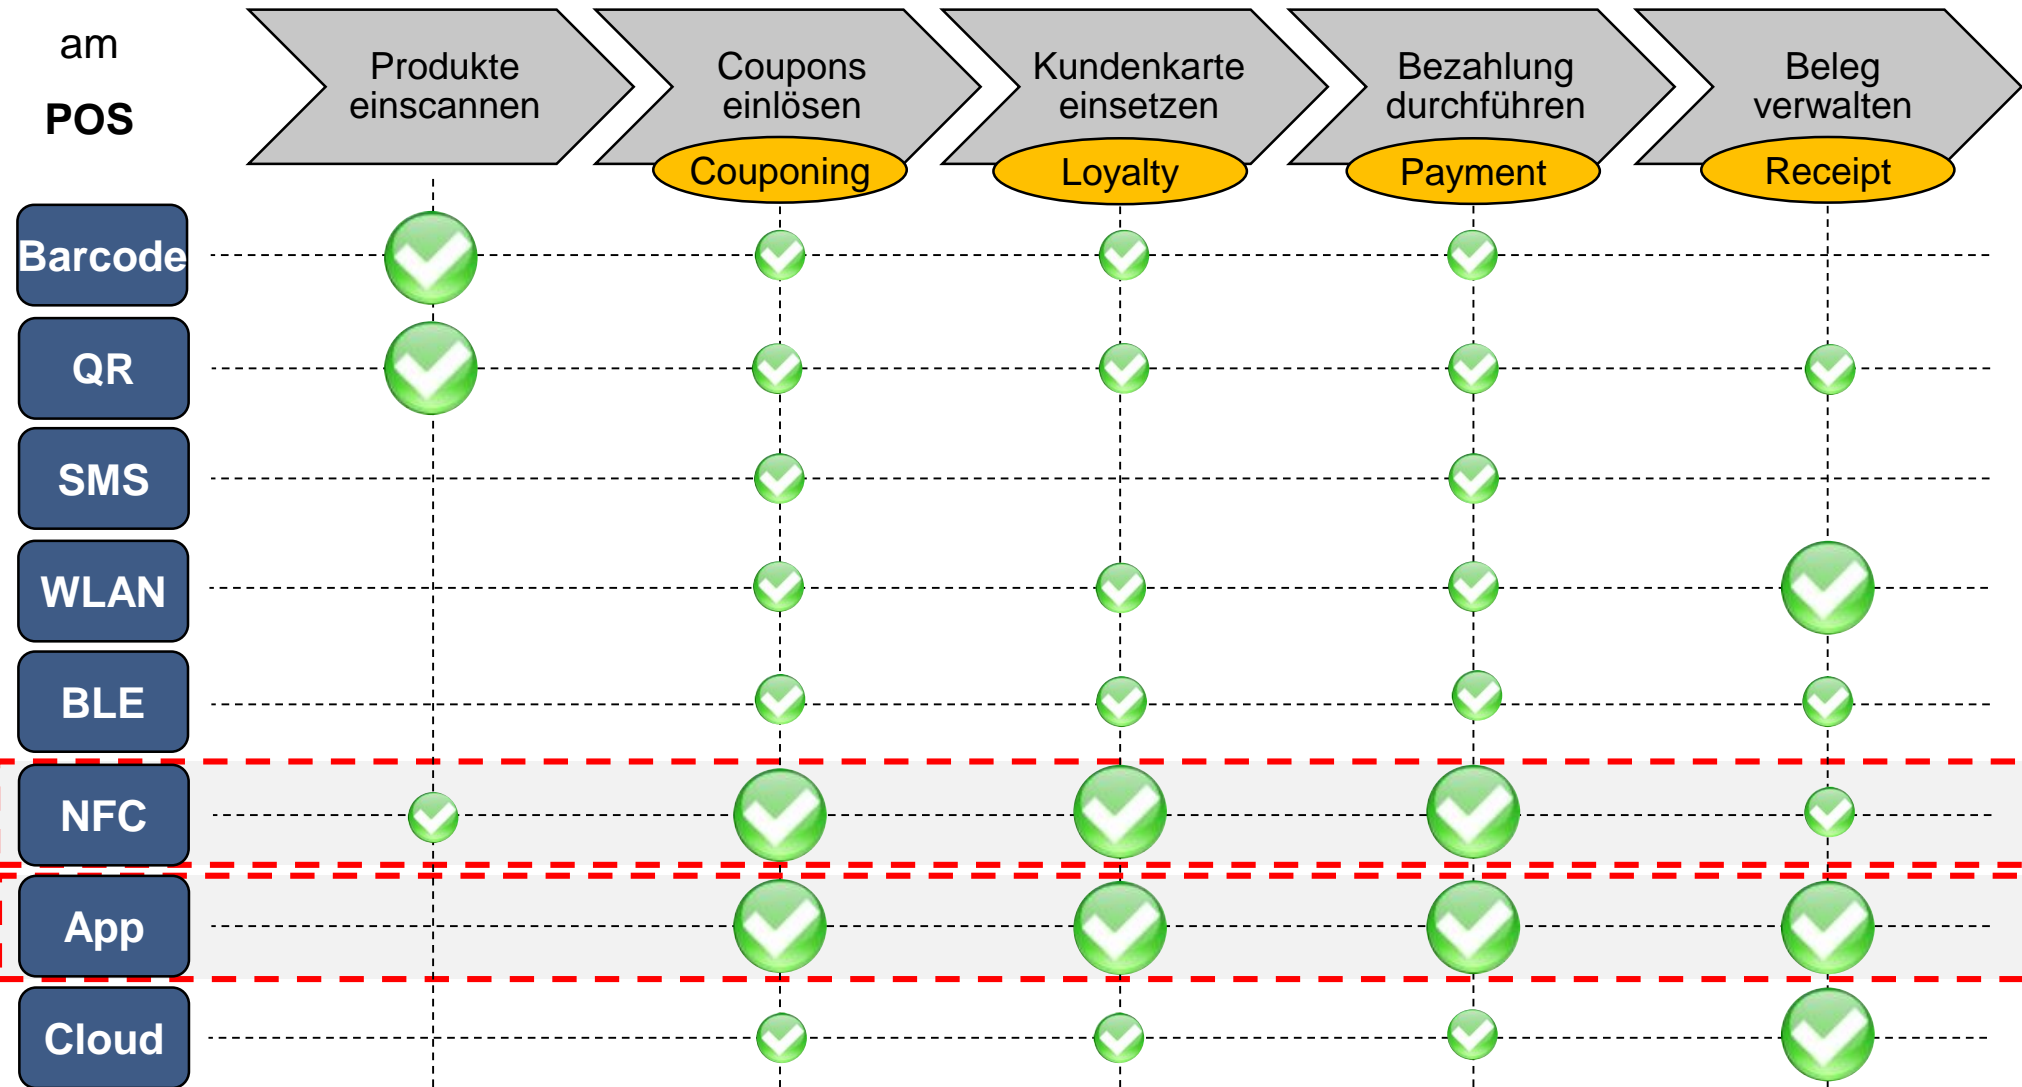 am
POS
Produkte
einscannen
Coupons
einlösen
Kundenkarte
einsetzen
Bezahlung
durchführen
Beleg
verwalten
Couponing
Loyalty
Payment
Receipt
Barcode
QR
SMS
WLAN
BLE
NFC
App
Cloud